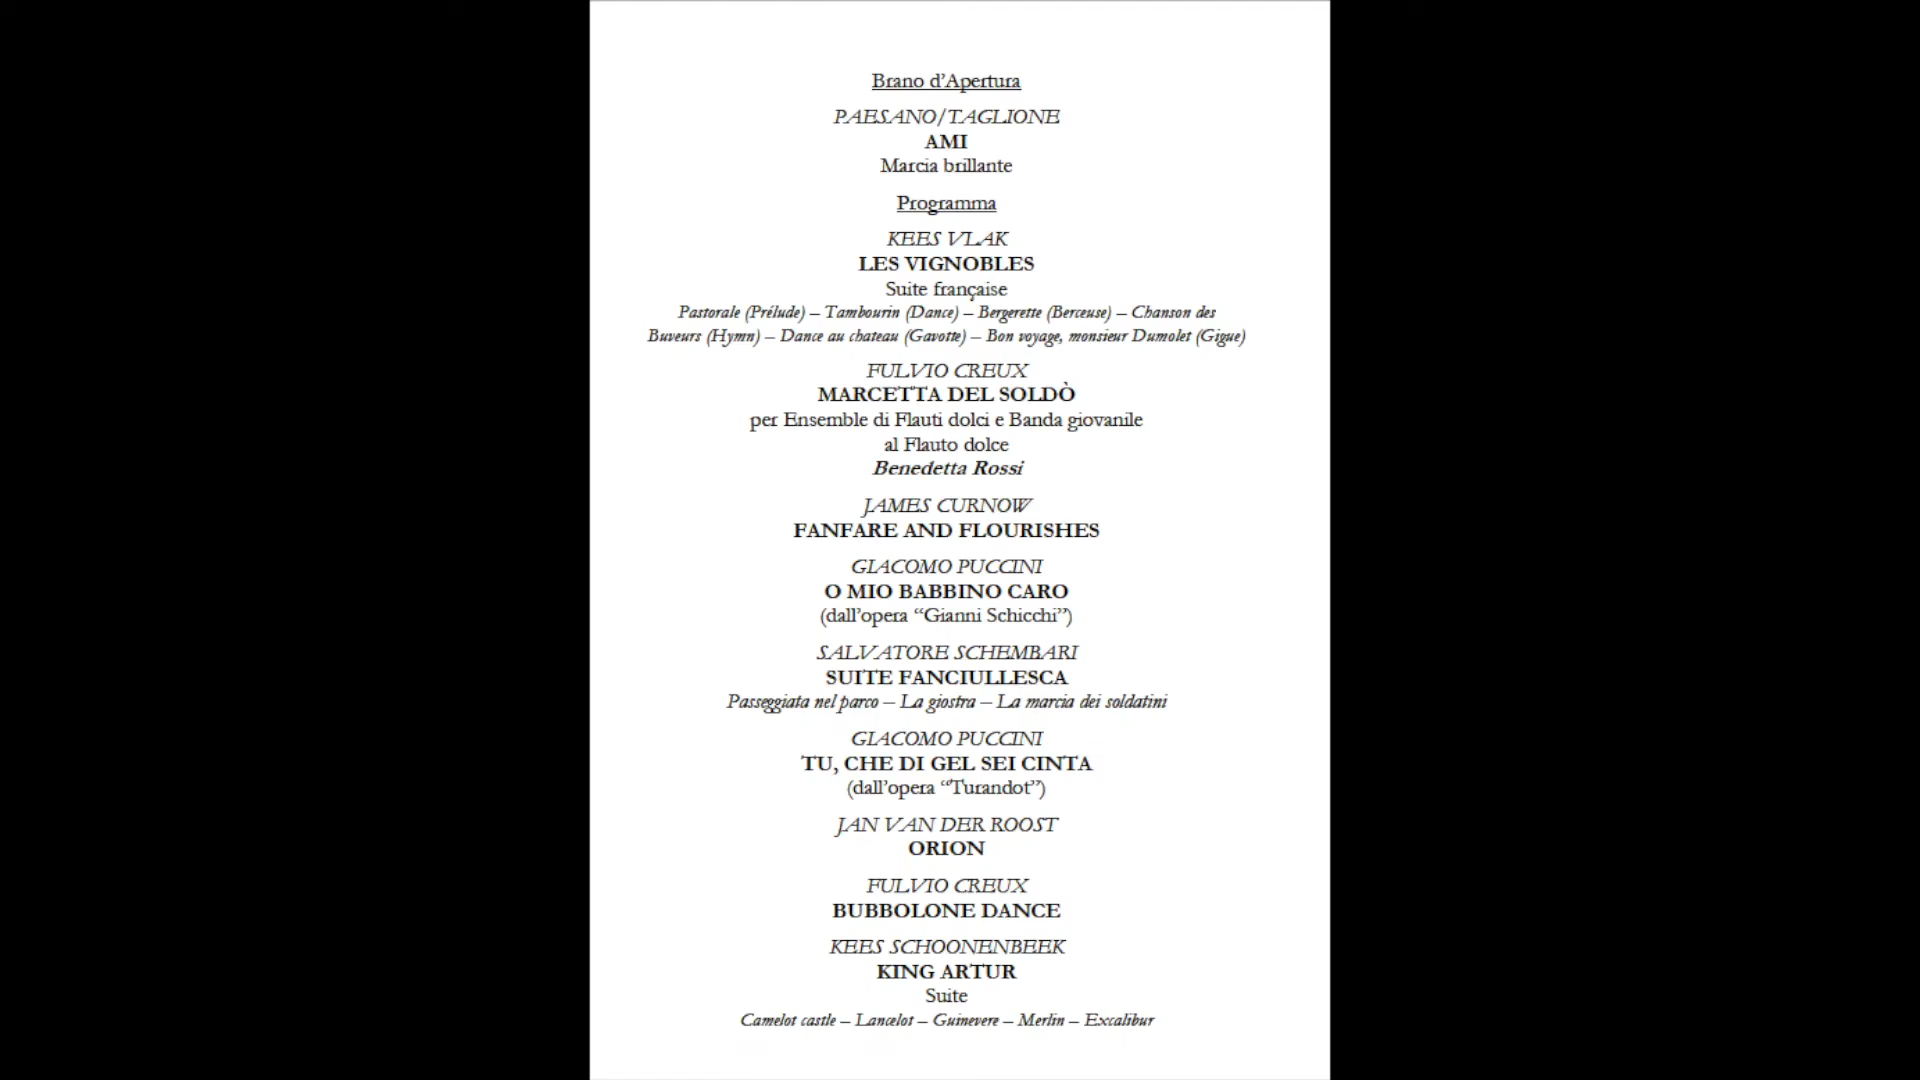 Brano d’Apertura
PAESANO/TAGLIONE
AMI
Marcia brillante
Programma
KEES VLAK
LES VIGNOBLES
Suite française
Pastorale (Prélude) – Tambourin (Dance) – Bergerette (Berceuse) – Chanson des
Buveurs (Hymn) – Dance au chateau (Gavotte) – Bon voyage, monsieur Dumolet (Gigue)
FULVIO CREUX
MARCETTA DEL SOLDÒ
per Ensemble di Flauti dolci e Banda giovanile
al Flauto dolce
Benedetta Rossi
JAMES CURNOW
FANFARE AND FLOURISHES
GIACOMO PUCCINI
O MIO BABBINO CARO
(dall’opera “Gianni Schicchi”)
SALVATORE SCHEMBARI
SUITE FANCIULLESCA
Passeggiata nel parco – La giostra – La marcia dei soldatini
GIACOMO PUCCINI
TU, CHE DI GEL SEI CINTA
(dall’opera “Turandot”)
JAN VAN DER ROOST
ORION
FULVIO CREUX
BUBBOLONE DANCE
KEES SCHOONENBEEK
KING ARTUR
Suite
Camelot castle – Lancelot – Guinevere – Merlin – Excalibur